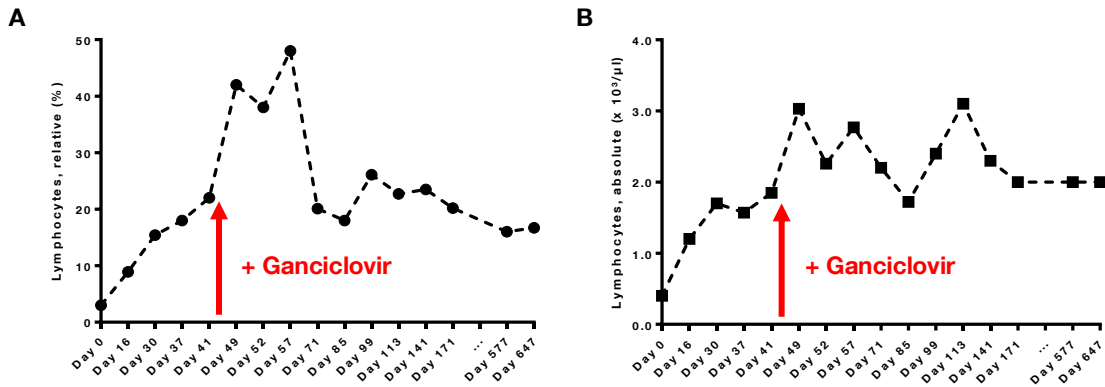 A
Lymphocytes, relative (%)
50
40
30
20
10
0
+ Ganciclovir
Day 0
Day 16
Day 30
Day 37
Day 41
Day 49
Day 52
Day 57
Day 71
Day 85
Day 99
Day 113
Day 141
Day 171
...
Day 577
Day 647
B
Lymphocytes, absolute (x 10³/µl)
4.0
3.0
2.0
1.0
0.0
+ Ganciclovir
Day 0
Day 16
Day 30
Day 37
Day 41
Day 49
Day 52
Day 57
Day 71
Day 85
Day 99
Day 113
Day 141
Day 171
...
Day 577
Day 647